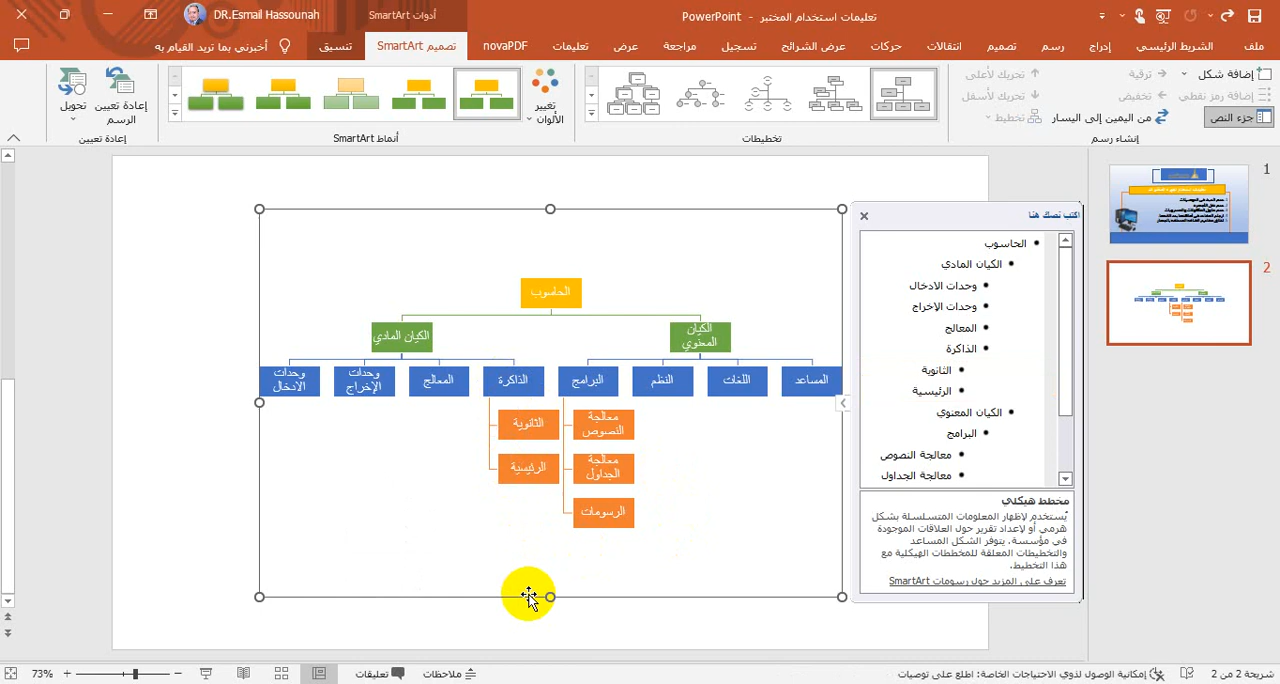 تعليمات استخدام المختبر - PowerPoint
أدوات SmartArt
DR.Esmail Hassounah
ملف
الشريط الرئيسي
إدراج
رسم
تصميم
انتقالات
حركات
عرض الشرائح
تسجيل
مراجعة
عرض
تعليمات
novaPDF
تصميم SmartArt
تنسيق
أخبرني بما تريد القيام به
إضافة شكل
إضافة رمز نقطي
جزء النص
ترقية
تخفيض
من اليمين إلى اليسار
تحريك لأعلى
تحريك لأسفل
تخطيط
إنشاء رسم
تخطيطات
تغيير
الألوان
أنماط SmartArt
إعادة تعيين
الرسم
تحويل
إعادة تعيين
1
2
اكتب نصك هنا
الحاسوب
الكيان المادي
وحدات الادخال
وحدات الإخراج
المعالج
الذاكرة
الثانوية
الرئيسية
الكيان المعنوي
البرامج
معالجة النصوص
معالجة الجداول
مخطط هيكلي
يُستخدم لإظهار المعلومات المتسلسلة بشكل
هرمي أو لإعداد تقرير حول العلاقات الموجودة
في مؤسسة. يتوفر الشكل المساعد
والتخطيطات المعلقة للمخططات الهيكلية مع
هذا التخطيط.
تعرف على المزيد حول رسومات SmartArt
الحاسوب
الكيان
المعنوي
الكيان المادي
المساعد
اللغات
النظم
البرامج
الذاكرة
المعالج
وحدات
الإخراج
وحدات
الادخال
معالجة
النصوص
الثانوية
معالجة
الجداول
الرئيسية
الرسومات
شريحة 2 من 2
إمكانية الوصول لذوي الاحتياجات الخاصة: اطلع على توصيات
ملاحظات
تعليقات
73%